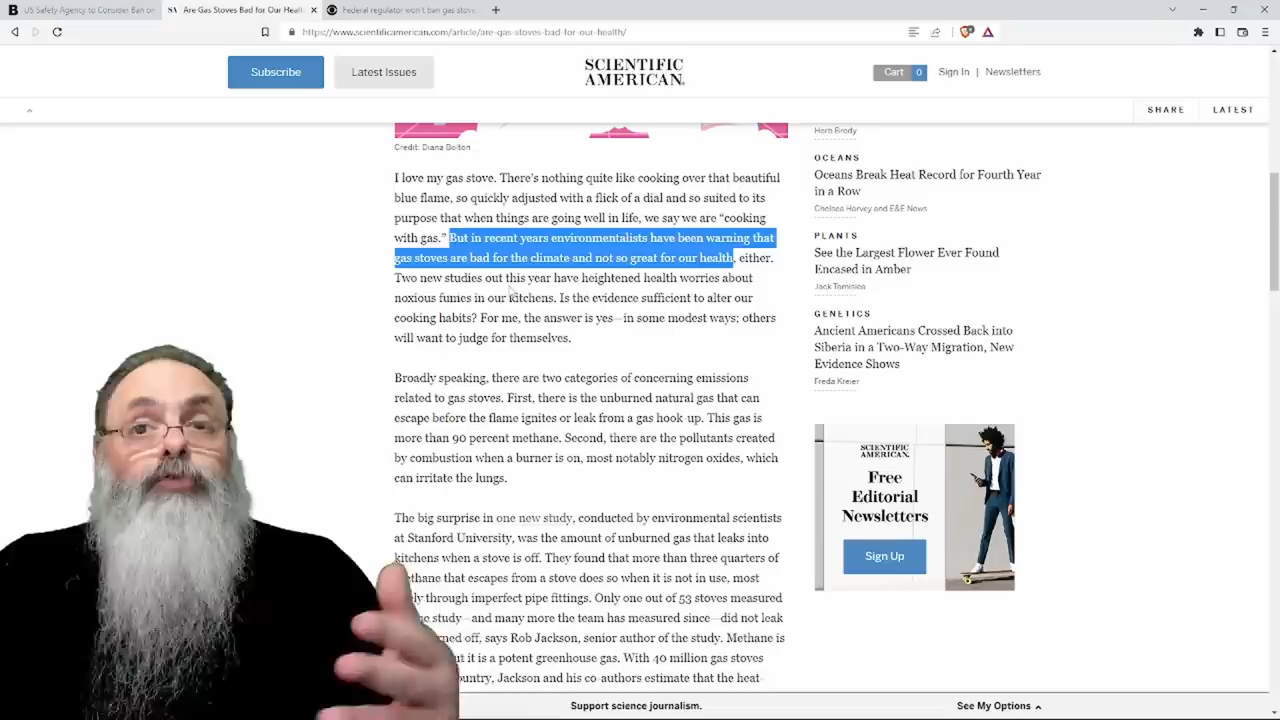 US Safety Agency to Consider Ban on
Are Gas Stoves Bad for Our Healt
Federal regulator won't ban gas stove
https://www.scientificamerican.com/article/are-gas-stoves-bad-for-our-health/
Subscribe
Latest Issues
SCIENTIFIC
AMERICAN
Cart 0
Sign In | Newsletters
SHARE
LATEST
Credit: Diana Bolton
I love my gas stove. There's nothing quite like cooking over that beautiful
blue flame, so quickly adjusted with a flick of a dial and so suited to its
purpose that when things are going well in life, we say we are “cooking
with gas.” But in recent years environmentalists have been warning that
gas stoves are bad for the climate and not so great for our health, either.
Two new studies out this year have heightened health worries about
noxious fumes in our kitchens. Is the evidence sufficient to alter our
cooking habits? For me, the answer is yes—in some modest ways; others
will want to judge for themselves.
Broadly speaking, there are two categories of concerning emissions
related to gas stoves. First, there is the unburned natural gas that can
escape before the flame ignites or leak from a gas hook-up. This gas is
more than 90 percent methane. Second, there are the pollutants created
by combustion when a burner is on, most notably nitrogen oxides, which
can irritate the lungs.
The big surprise in one new study, conducted by environmental scientists
at Stanford University, was the amount of unburned gas that leaks into
kitchens when a stove is off. They found that more than three quarters of
methane that escapes from a stove does so when it is not in use, most
ly through imperfect pipe fittings. Only one out of 53 stoves measured
e study—and many more the team has measured since—did not leak
ned off, says Rob Jackson, senior author of the study. Methane is
ut it is a potent greenhouse gas. With 40 million gas stoves
ountry, Jackson and his co-authors estimate that the heat-
Herb Brody
OCEANS
Oceans Break Heat Record for Fourth Year
in a Row
Chelsea Harvey and E&E News
PLANTS
See the Largest Flower Ever Found
Encased in Amber
Jack Tamisiea
GENETICS
Ancient Americans Crossed Back into
Siberia in a Two-Way Migration, New
Evidence Shows
Freda Kreier
SCIENTIFIC
AMERICAN
Free
Editorial
Newsletters
Sign Up
Support science journalism.
See My Options